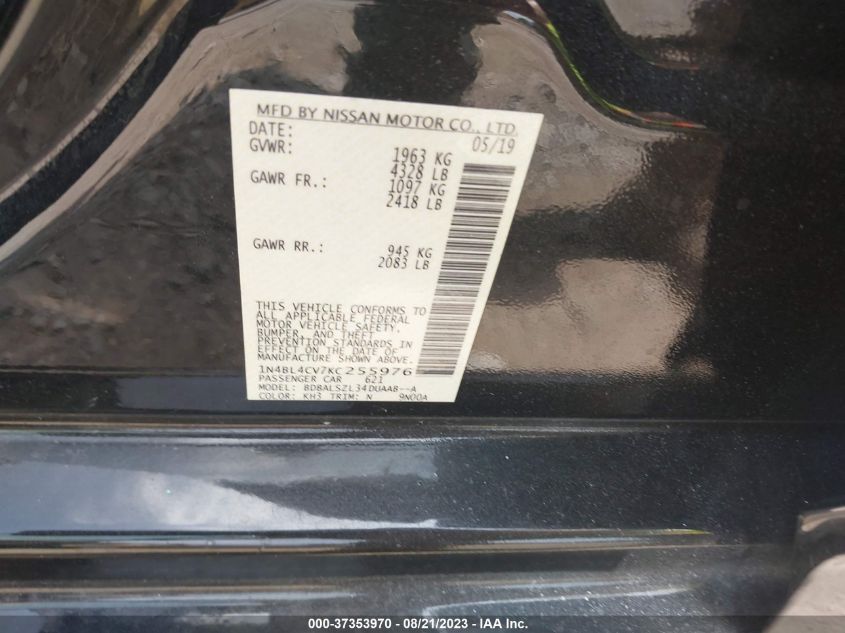 MFD BY NISSAN MOTOR CO., LTD.
DATE: 05/19
GVWR: 1963 KG
4328 LB
GAWR FR.: 1097 KG
2418 LB
GAWR RR.: 945 KG
2083 LB
THIS VEHICLE CONFORMS TO
ALL APPLICABLE FEDERAL
MOTOR VEHICLE SAFETY,
BUMPER, AND THEFT
PREVENTION STANDARDS IN
EFFECT ON THE DATE OF
MANUFACTURE SHOWN ABOVE.
1N4BL4CV7KC255976
PASSENGER CAR 621
MODEL: BDBALSZL34DUAAB--A
COLOR: KH3 TRIM: N 9N00A
000-37353970 / 08/21/2023 - IAA Inc.